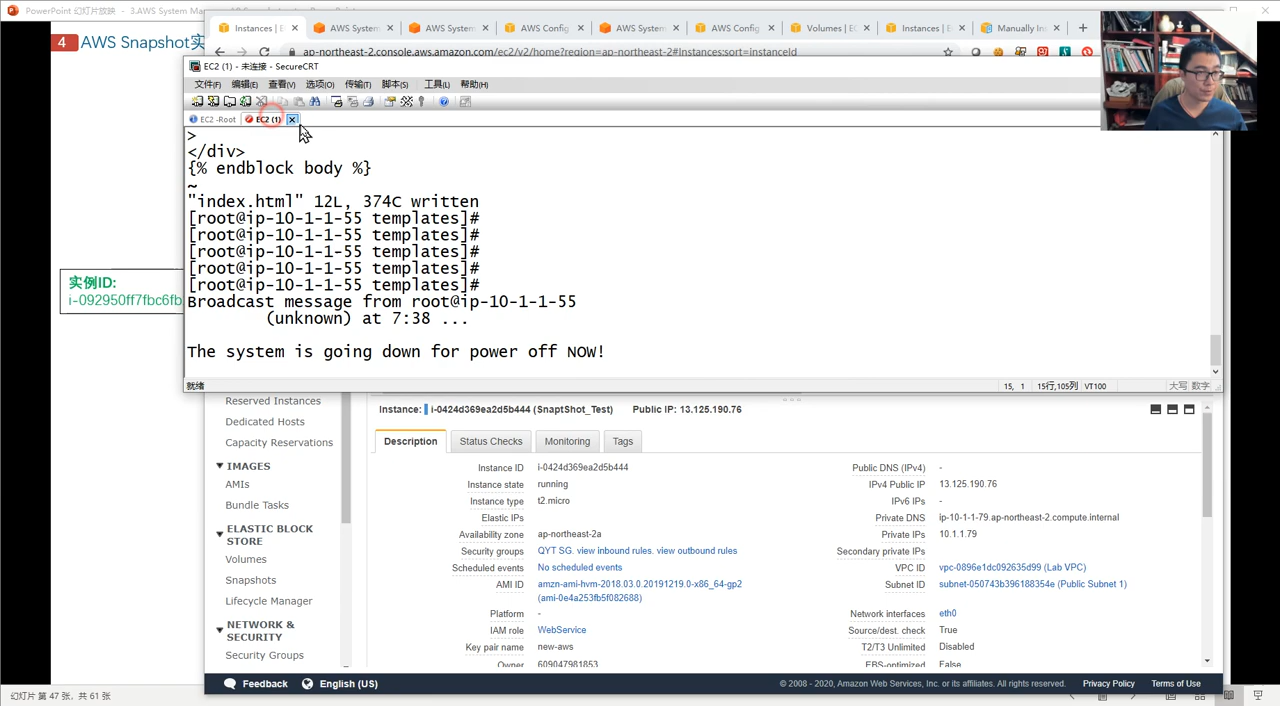 PowerPoint 幻灯片放映 - 3.AWS System Ma
4 AWS Snapshot实
Instances | E
AWS System
AWS System
AWS Config
AWS System
AWS Config
Volumes | EC
Instances | E
Manually In
ap-northeast-2.console.aws.amazon.com/ec2/v2/home?region=ap-northeast-2#Instances:sort=instanceId
EC2 (1) - 未连接 - SecureCRT
文件(F) 编辑(E) 查看(V) 选项(O) 传输(T) 脚本(S) 工具(L) 帮助(H)
EC2 -Root EC2 (1)
>
</div>
{% endblock body %}
~
"index.html" 12L, 374C written
[root@ip-10-1-1-55 templates]#
[root@ip-10-1-1-55 templates]#
[root@ip-10-1-1-55 templates]#
[root@ip-10-1-1-55 templates]#
[root@ip-10-1-1-55 templates]#
Broadcast message from root@ip-10-1-1-55
(unknown) at 7:38 ...
The system is going down for power off NOW!
就绪 15, 1 15行,105列 VT100 大写 数字
实例ID:
i-092950ff7fbc6fb
Reserved Instances
Dedicated Hosts
Capacity Reservations
IMAGES
AMIs
Bundle Tasks
ELASTIC BLOCK
STORE
Volumes
Snapshots
Lifecycle Manager
NETWORK &
SECURITY
Security Groups
Instance: i-0424d369ea2d5b444 (SnaptShot_Test) Public IP: 13.125.190.76
Description Status Checks Monitoring Tags
Instance ID i-0424d369ea2d5b444 Public DNS (IPv4) -
Instance state running IPv4 Public IP 13.125.190.76
Instance type t2.micro IPv6 IPs -
Elastic IPs Private DNS ip-10-1-1-79.ap-northeast-2.compute.internal
Availability zone ap-northeast-2a Private IPs 10.1.1.79
Security groups QYT SG. view inbound rules. view outbound rules Secondary private IPs
Scheduled events No scheduled events VPC ID vpc-0896e1dc092635d99 (Lab VPC)
AMI ID amzn-ami-hvm-2018.03.0.20191219.0-x86_64-gp2 Subnet ID subnet-050743b396188354e (Public Subnet 1)
(ami-0e4a253fb5f082688)
Platform - Network interfaces eth0
IAM role WebService Source/dest. check True
Key pair name new-aws T2/T3 Unlimited Disabled
Owner 609047981853 EBS-optimized False
Feedback English (US) © 2008 - 2020, Amazon Web Services, Inc. or its affiliates. All rights reserved. Privacy Policy Terms of Use
幻灯片 第 47 张，共 61 张